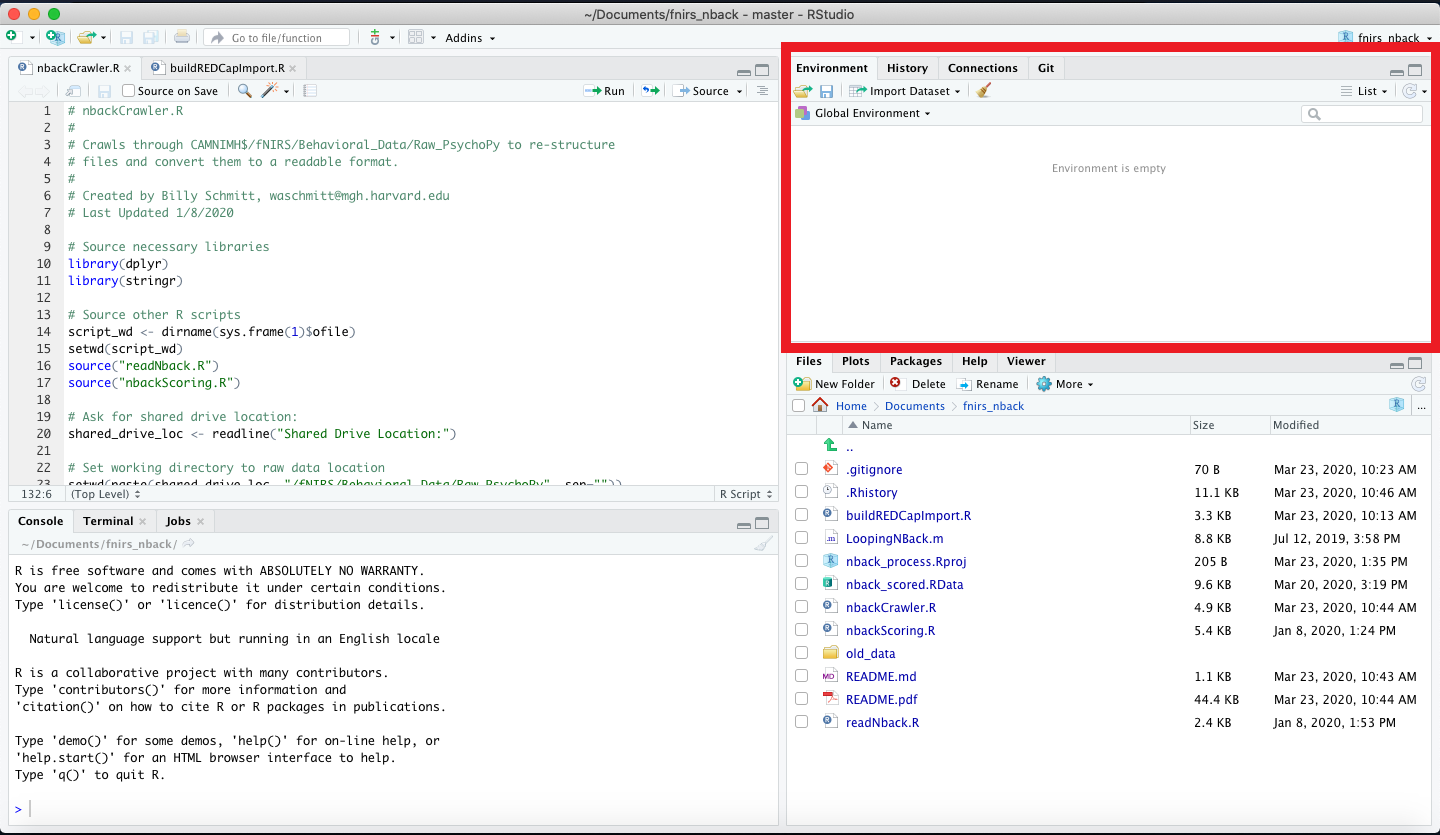 ~/Documents/fnirs_nback - master - RStudio
Go to file/function
Addins
fnirs_nback
nbackCrawler.R
buildREDCapImport.R
Source on Save
Run
Source
1 # nbackCrawler.R
2 #
3 # Crawls through CAMNIMH$/fNIRS/Behavioral_Data/Raw_PsychoPy to re-structure
4 # files and convert them to a readable format.
5 #
6 # Created by Billy Schmitt, waschmitt@mgh.harvard.edu
7 # Last Updated 1/8/2020
8
9 # Source necessary libraries
10 library(dplyr)
11 library(stringr)
12
13 # Source other R scripts
14 script_wd <- dirname(sys.frame(1)$ofile)
15 setwd(script_wd)
16 source("readNback.R")
17 source("nbackScoring.R")
18
19 # Ask for shared drive location:
20 shared_drive_loc <- readline("Shared Drive Location:")
21
22 # Set working directory to raw data location
23 setwd(paste(shared_drive_loc, "/fNIRS/Behavioral_Data/Raw_PsychoPy", sep=""))
132:6 (Top Level) R Script
Console Terminal Jobs
~/Documents/fnirs_nback/
R is free software and comes with ABSOLUTELY NO WARRANTY.
You are welcome to redistribute it under certain conditions.
Type 'license()' or 'licence()' for distribution details.
Natural language support but running in an English locale
R is a collaborative project with many contributors.
Type 'contributors()' for more information and
'citation()' on how to cite R or R packages in publications.
Type 'demo()' for some demos, 'help()' for on-line help, or
'help.start()' for an HTML browser interface to help.
Type 'q()' to quit R.
>
Environment History Connections Git
Import Dataset List
Global Environment
Environment is empty
Files Plots Packages Help Viewer
New Folder Delete Rename More
Home Documents fnirs_nback ...
Name Size Modified
..
.gitignore 70 B Mar 23, 2020, 10:23 AM
.Rhistory 11.1 KB Mar 23, 2020, 10:46 AM
buildREDCapImport.R 3.3 KB Mar 23, 2020, 10:13 AM
LoopingNBack.m 8.8 KB Jul 12, 2019, 3:58 PM
nback_process.Rproj 205 B Mar 23, 2020, 1:35 PM
nback_scored.RData 9.6 KB Mar 20, 2020, 3:19 PM
nbackCrawler.R 4.9 KB Mar 23, 2020, 10:44 AM
nbackScoring.R 5.4 KB Jan 8, 2020, 1:24 PM
old_data
README.md 1.1 KB Mar 23, 2020, 10:43 AM
README.pdf 44.4 KB Mar 23, 2020, 10:44 AM
readNback.R 2.4 KB Jan 8, 2020, 1:53 PM